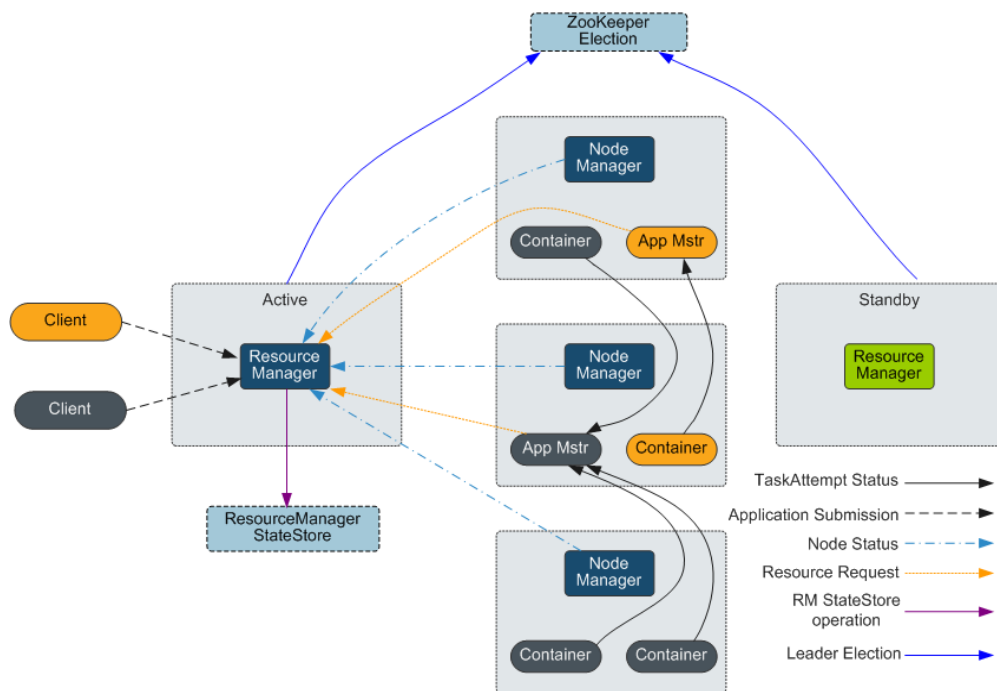 ZooKeeper
Election
Node
Manager
Container
App Mstr
Active
Standby
Client
Resource
Manager
Node
Manager
Resource
Manager
Client
App Mstr
Container
TaskAttempt Status
ResourceManager
StateStore
Application Submission
Node Status
Node
Manager
Resource Request
RM StateStore
operation
Container
Container
Leader Election